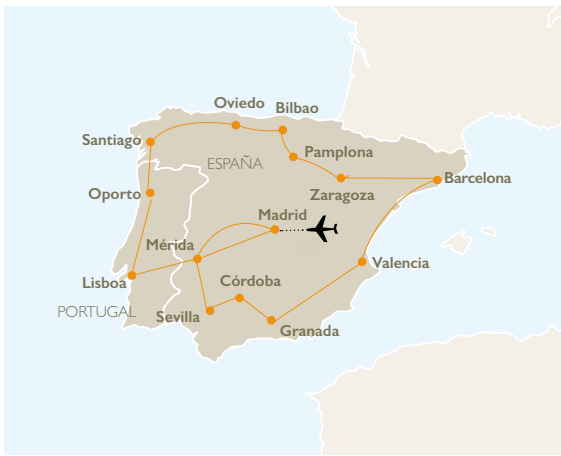 Oviedo
Bilbao
Santiago
Pamplona
ESPAÑA
Barcelona
Zaragoza
Oporto
Madrid
Mérida
Valencia
Córdoba
Lisboa
PORTUGAL
Sevilla
Granada